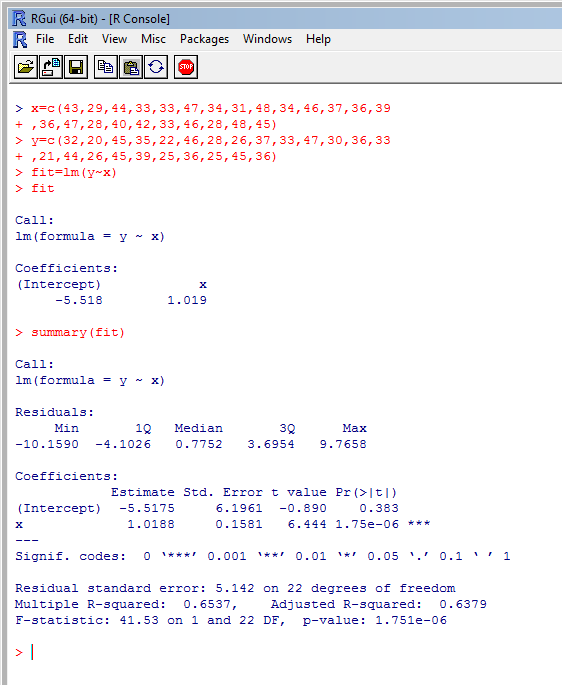 RGui (64-bit) - [R Console]
File Edit View Misc Packages Windows Help
STOP
> x=c(43,29,44,33,33,47,34,31,48,34,46,37,36,39
+ ,36,47,28,40,42,33,46,28,48,45)
> y=c(32,20,45,35,22,46,28,26,37,33,47,30,36,33
+ ,21,44,26,45,39,25,36,25,45,36)
> fit=lm(y~x)
> fit
Call:
lm(formula = y ~ x)
Coefficients:
(Intercept) x
-5.518 1.019
> summary(fit)
Call:
lm(formula = y ~ x)
Residuals:
Min 1Q Median 3Q Max
-10.1590 -4.1026 0.7752 3.6954 9.7658
Coefficients:
Estimate Std. Error t value Pr(>|t|)
(Intercept) -5.5175 6.1961 -0.890 0.383
x 1.0188 0.1581 6.444 1.75e-06 ***
---
Signif. codes: 0 ‘***’ 0.001 ‘**’ 0.01 ‘*’ 0.05 ‘.’ 0.1 ‘ ’ 1
Residual standard error: 5.142 on 22 degrees of freedom
Multiple R-squared: 0.6537, Adjusted R-squared: 0.6379
F-statistic: 41.53 on 1 and 22 DF, p-value: 1.751e-06
>